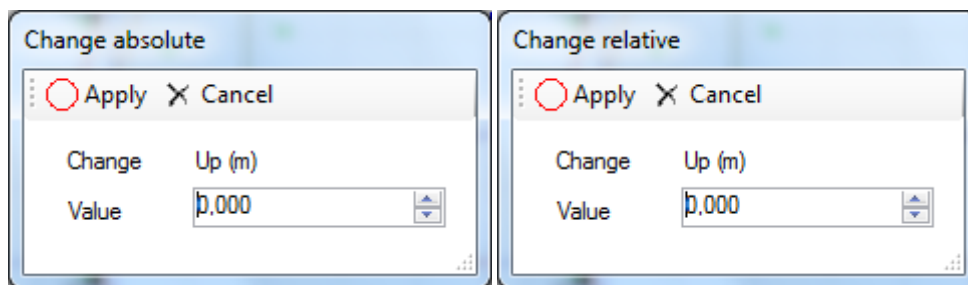 Change absolute
Apply Cancel
Change Up (m)
Value 0,000
Change relative
Apply Cancel
Change Up (m)
Value 0,000